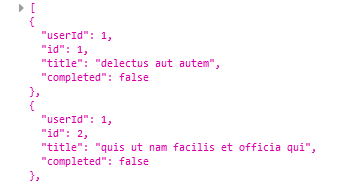 [
{
"userId": 1,
"id": 1,
"title": "delectus aut autem",
"completed": false
},
{
"userId": 1,
"id": 2,
"title": "quis ut nam facilis et officia qui",
"completed": false
},